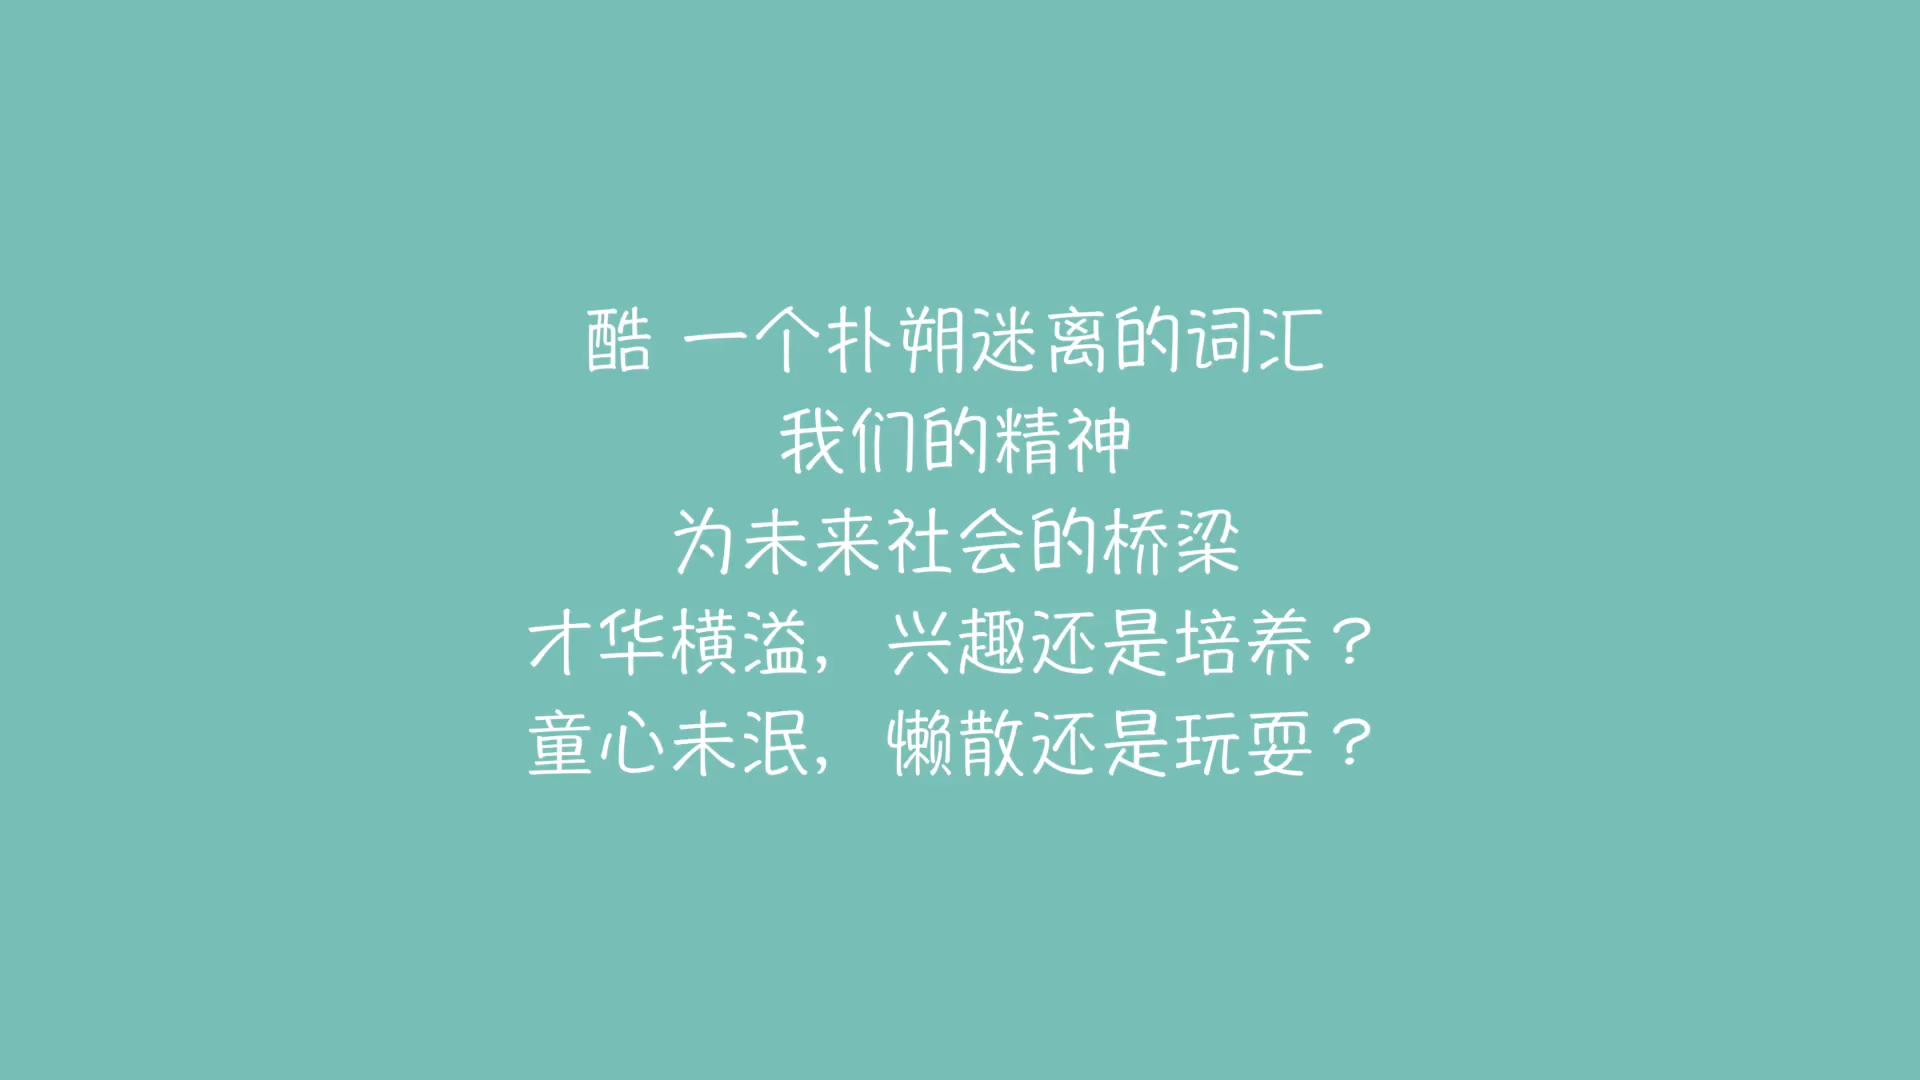 酷 一个扑朔迷离的词汇
我们的精神
为未来社会的桥梁
才华横溢，兴趣还是培养？
童心未泯，懒散还是玩耍？